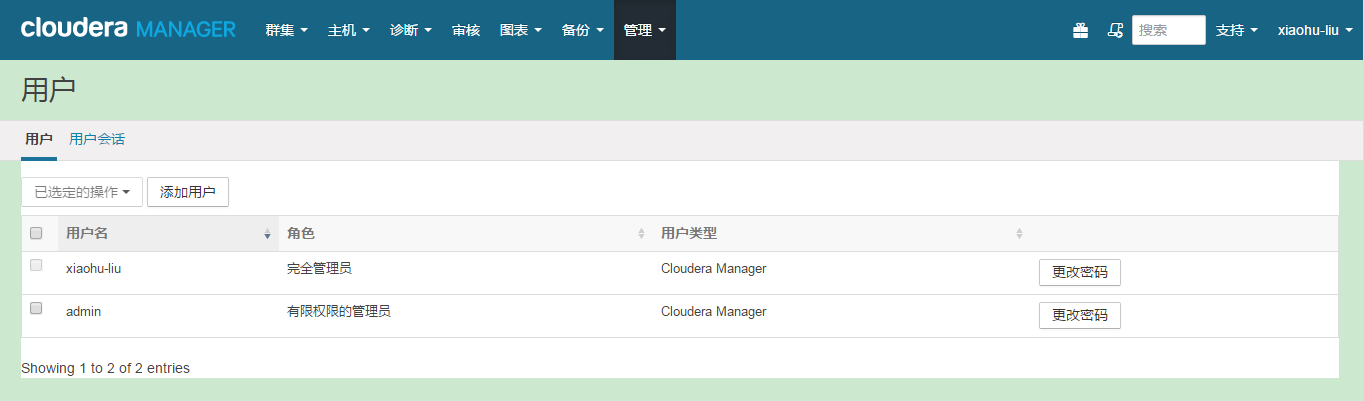 cloudera MANAGER 群集 主机 诊断 审核 图表 备份 管理 搜索 支持 xiaohu-liu
用户
用户 用户会话
已选定的操作 添加用户
用户名 角色 用户类型
xiaohu-liu 完全管理员 Cloudera Manager 更改密码
admin 有限权限的管理员 Cloudera Manager 更改密码
Showing 1 to 2 of 2 entries